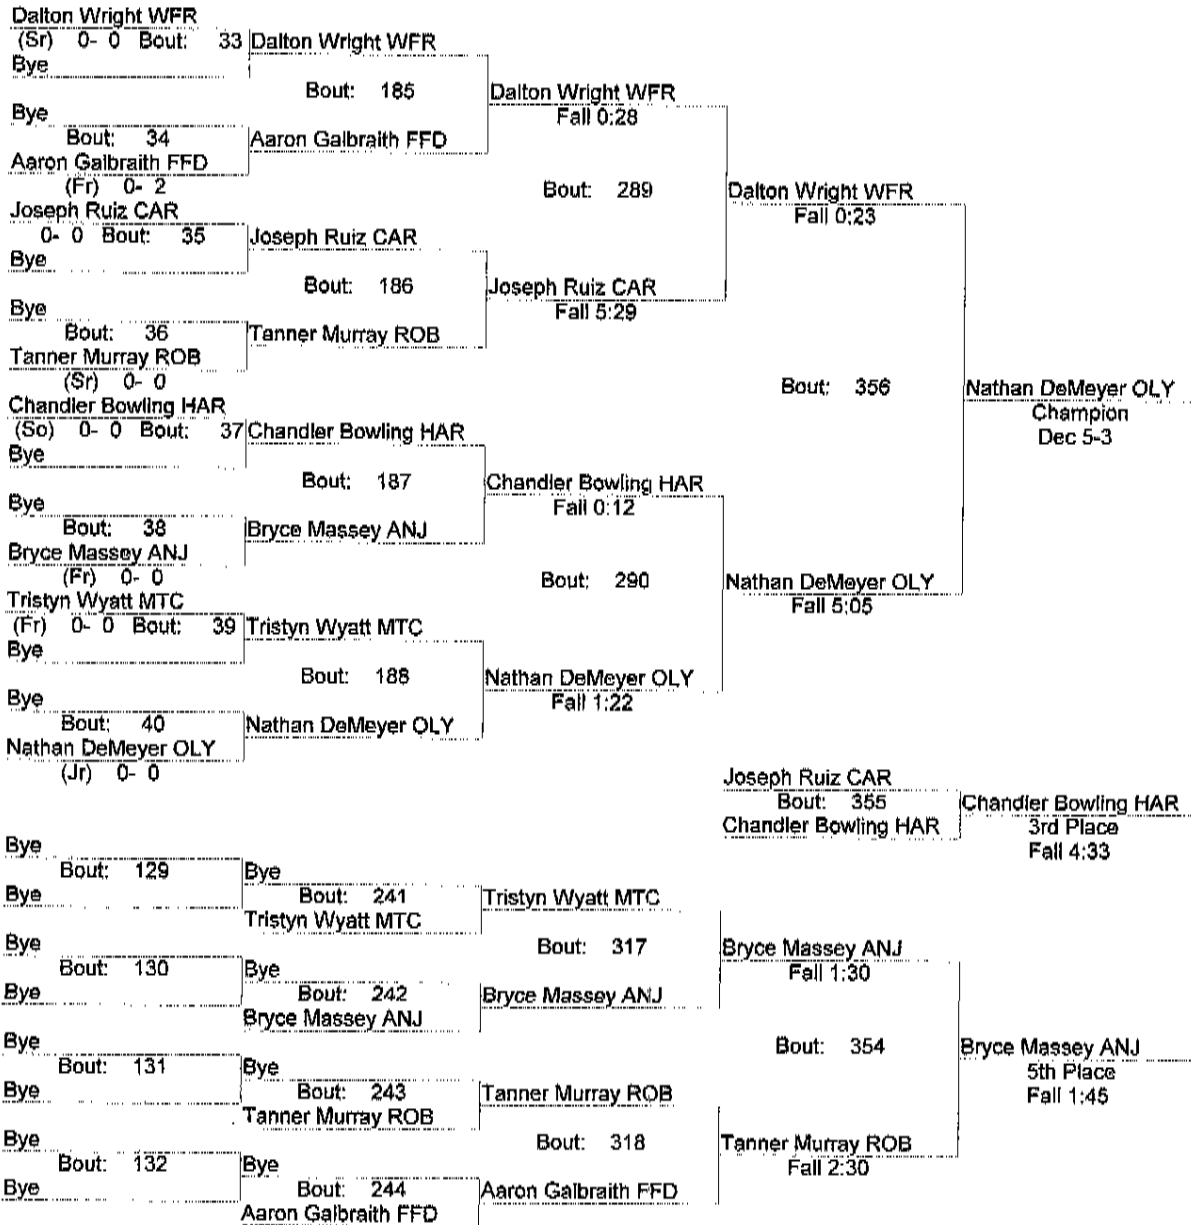 Dalton Wright WFR
(Sr) 0- 0 Bout: 33 Dalton Wright WFR
Bye
Bout: 185 Dalton Wright WFR
Fall 0:28
Bye
Bout: 34 Aaron Galbraith FFD
Aaron Galbraith FFD
(Fr) 0- 2
Bout: 289 Dalton Wright WFR
Fall 0:23
Joseph Ruiz CAR
0- 0 Bout: 35 Joseph Ruiz CAR
Bye
Bout: 186 Joseph Ruiz CAR
Fall 5:29
Bye
Bout: 36 Tanner Murray ROB
Tanner Murray ROB
(Sr) 0- 0
Bout: 356 Nathan DeMeyer OLY
Champion
Dec 5-3
Chandler Bowling HAR
(So) 0- 0 Bout: 37 Chandler Bowling HAR
Bye
Bout: 187 Chandler Bowling HAR
Fall 0:12
Bye
Bout: 38 Bryce Massey ANJ
Bryce Massey ANJ
(Fr) 0- 0
Bout: 290 Nathan DeMeyer OLY
Fall 5:05
Tristyn Wyatt MTC
(Fr) 0- 0 Bout: 39 Tristyn Wyatt MTC
Bye
Bout: 188 Nathan DeMeyer OLY
Fall 1:22
Bye
Bout: 40 Nathan DeMeyer OLY
Nathan DeMeyer OLY
(Jr) 0- 0
Joseph Ruiz CAR
Bout: 355 Chandler Bowling HAR
Chandler Bowling HAR 3rd Place
Fall 4:33
Bye
Bout: 129 Bye
Bye Bout: 241 Tristyn Wyatt MTC
Tristyn Wyatt MTC
Bye Bout: 317 Bryce Massey ANJ
Bout: 130 Bye Fall 1:30
Bye Bout: 242 Bryce Massey ANJ
Bryce Massey ANJ
Bye Bout: 354 Bryce Massey ANJ
Bout: 131 Bye 5th Place
Bye Bout: 243 Tanner Murray ROB Fall 1:45
Tanner Murray ROB
Bye Bout: 318 Tanner Murray ROB
Bout: 132 Bye Fall 2:30
Bye Bout: 244 Aaron Galbraith FFD
Aaron Galbraith FFD